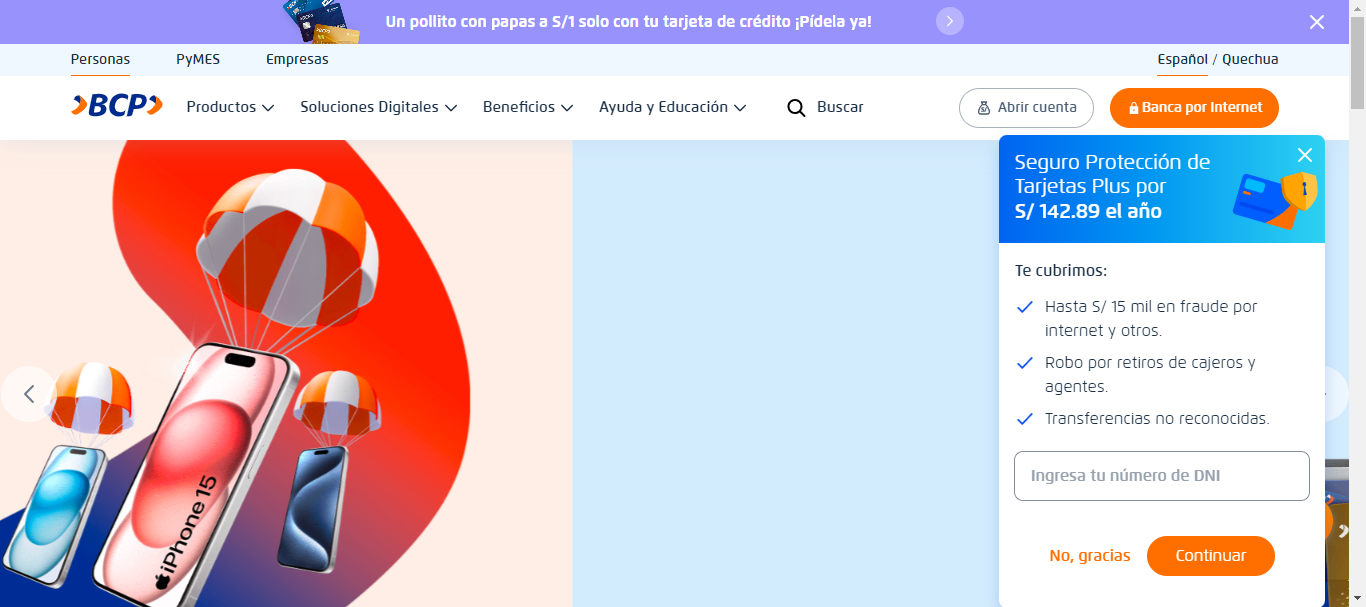 Un pollito con papas a S/1 solo con tu tarjeta de crédito ¡Pídela ya!
Personas PyMES Empresas Español / Quechua
BCP Productos Soluciones Digitales Beneficios Ayuda y Educación Buscar Abrir cuenta Banca por Internet
Seguro Protección de
Tarjetas Plus por
S/ 142.89 el año
Te cubrimos:
Hasta S/ 15 mil en fraude por
internet y otros.
Robo por retiros de cajeros y
agentes.
Transferencias no reconocidas.
Ingresa tu número de DNI
No, gracias Continuar
iPhone 15